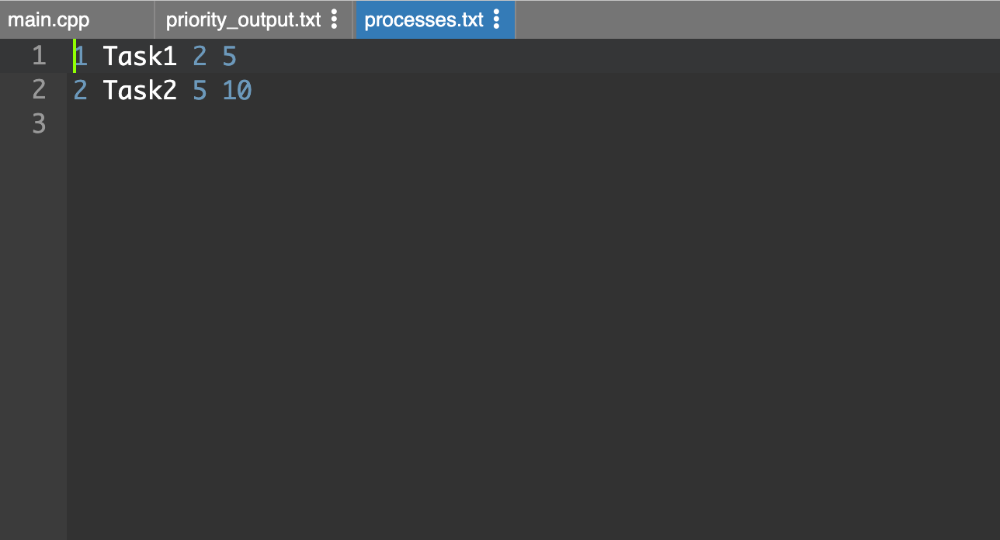 main.cpp priority_output.txt processes.txt
1 1 Task1 2 5
2 2 Task2 5 10
3